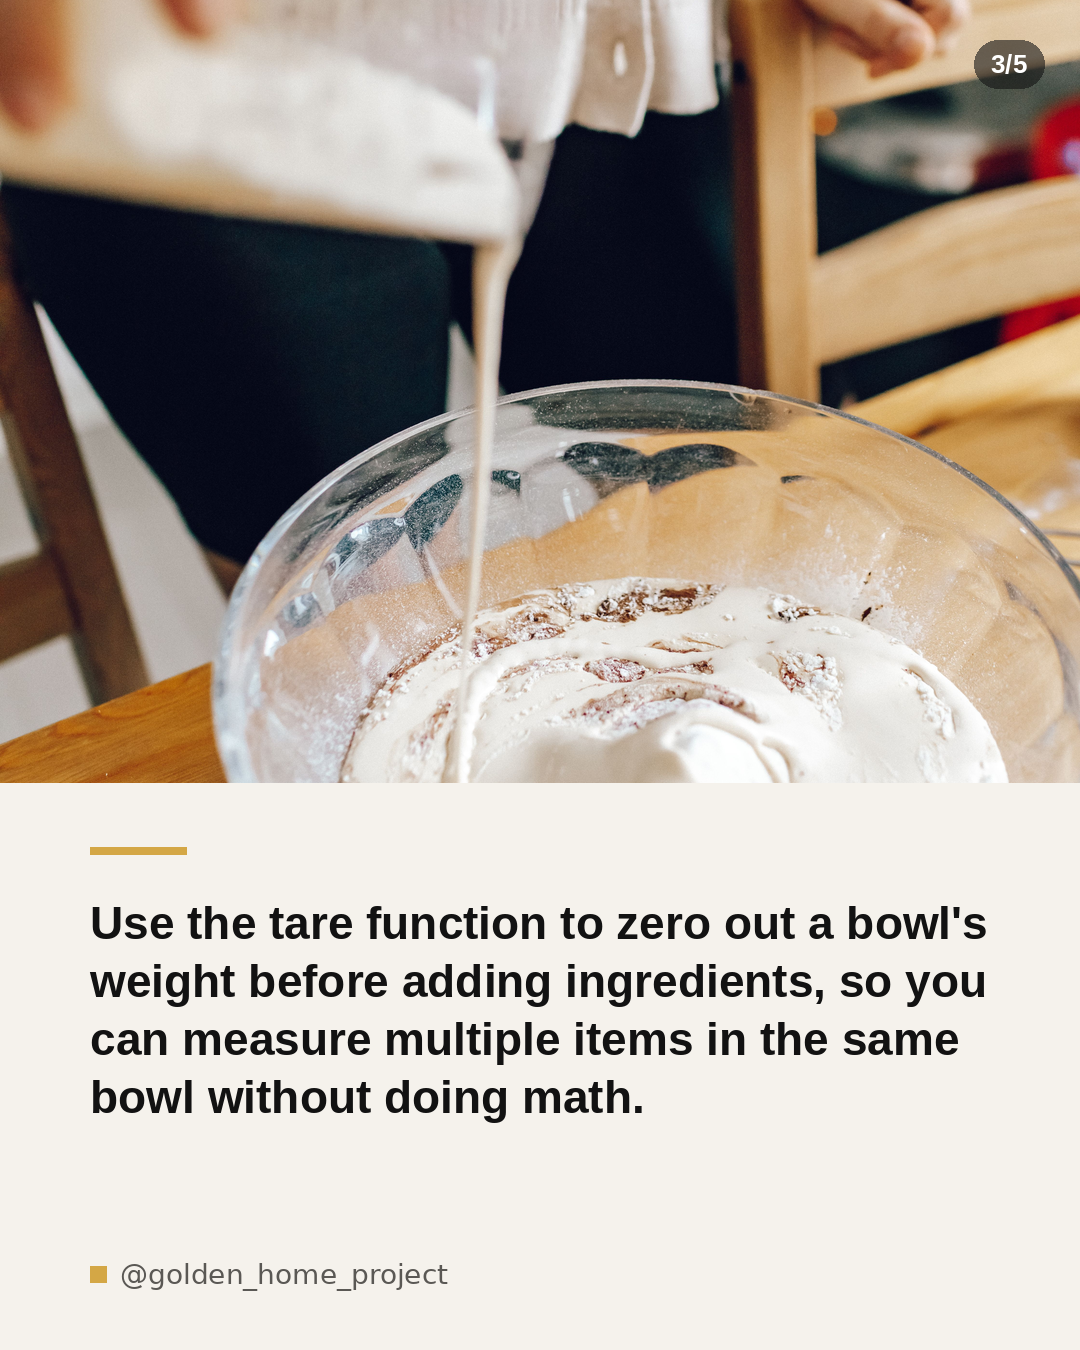 3/5
Use the tare function to zero out a bowl's
weight before adding ingredients, so you
can measure multiple items in the same
bowl without doing math.
@golden_home_project